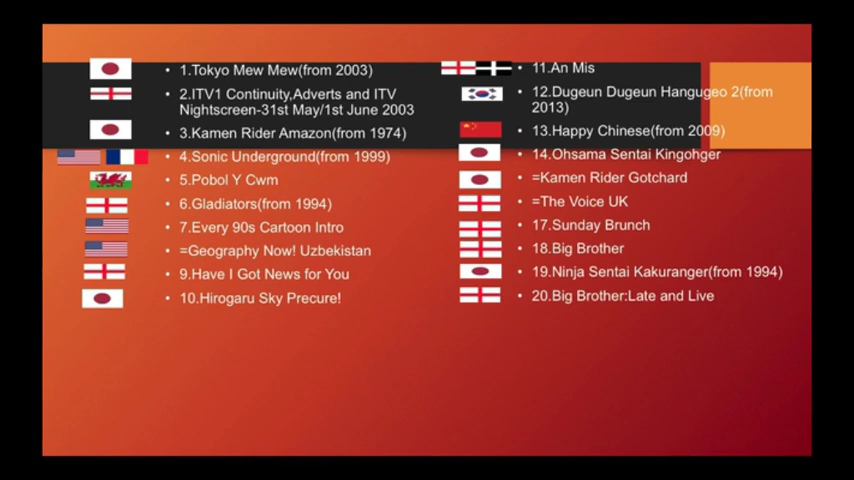 1.Tokyo Mew Mew(from 2003)
2.ITV1 Continuity,Adverts and ITV
Nightscreen-31st May/1st June 2003
3.Kamen Rider Amazon(from 1974)
4.Sonic Underground(from 1999)
5.Pobol Y Cwm
6.Gladiators(from 1994)
7.Every 90s Cartoon Intro
=Geography Now! Uzbekistan
9.Have I Got News for You
10.Hirogaru Sky Precure!
11.An Mis
12.Dugeun Dugeun Hangugeo 2(from
2013)
13.Happy Chinese(from 2009)
14.Ohsama Sentai Kingohger
=Kamen Rider Gotchard
=The Voice UK
17.Sunday Brunch
18.Big Brother
19.Ninja Sentai Kakuranger(from 1994)
20.Big Brother:Late and Live